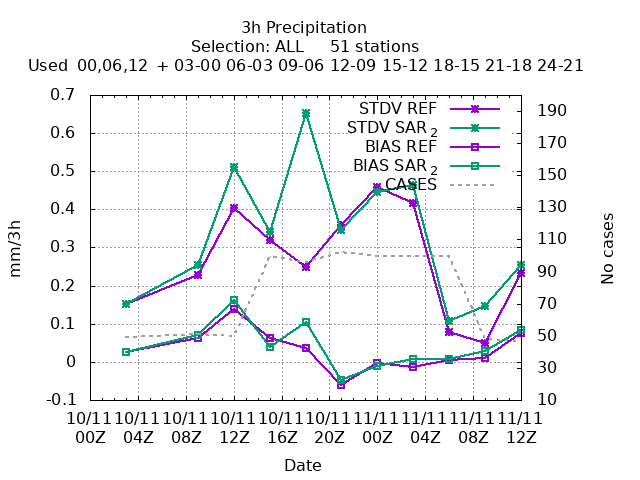 3h Precipitation
Selection: ALL 51 stations
Used 00,06,12 + 03-00 06-03 09-06 12-09 15-12 18-15 21-18 24-21
STDV REF
STDV SAR 2
BIAS REF
BIAS SAR 2
CASES
0.7
0.6
0.5
0.4
0.3
0.2
0.1
0
-0.1
mm/3h
190
170
150
130
110
90
70
50
30
10
No cases
10/11 10/11 10/11 10/11 10/11 10/11 11/11 11/11 11/11 11/11
00Z 04Z 08Z 12Z 16Z 20Z 00Z 04Z 08Z 12Z
Date